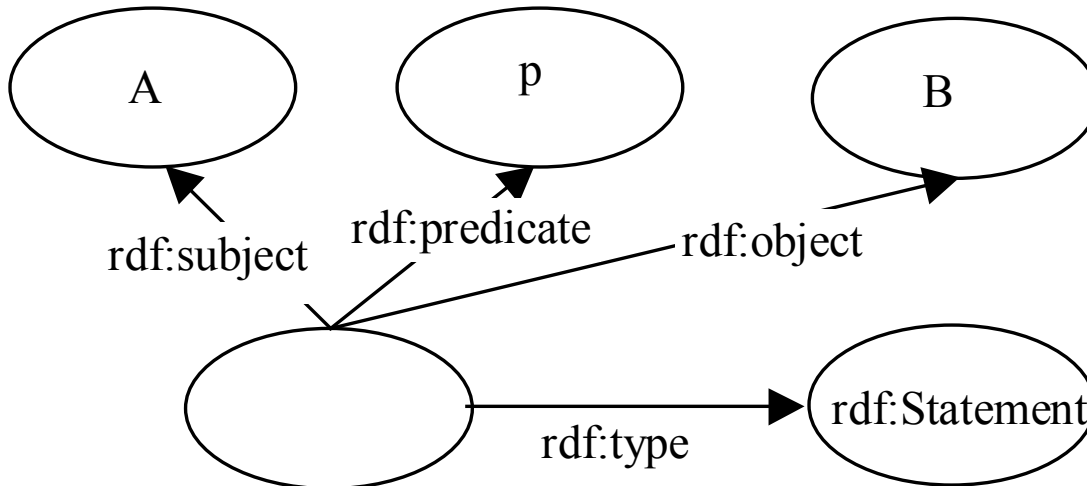 A
p
B
rdf:subject
rdf:predicate
rdf:object
rdf:Statement
rdf:type